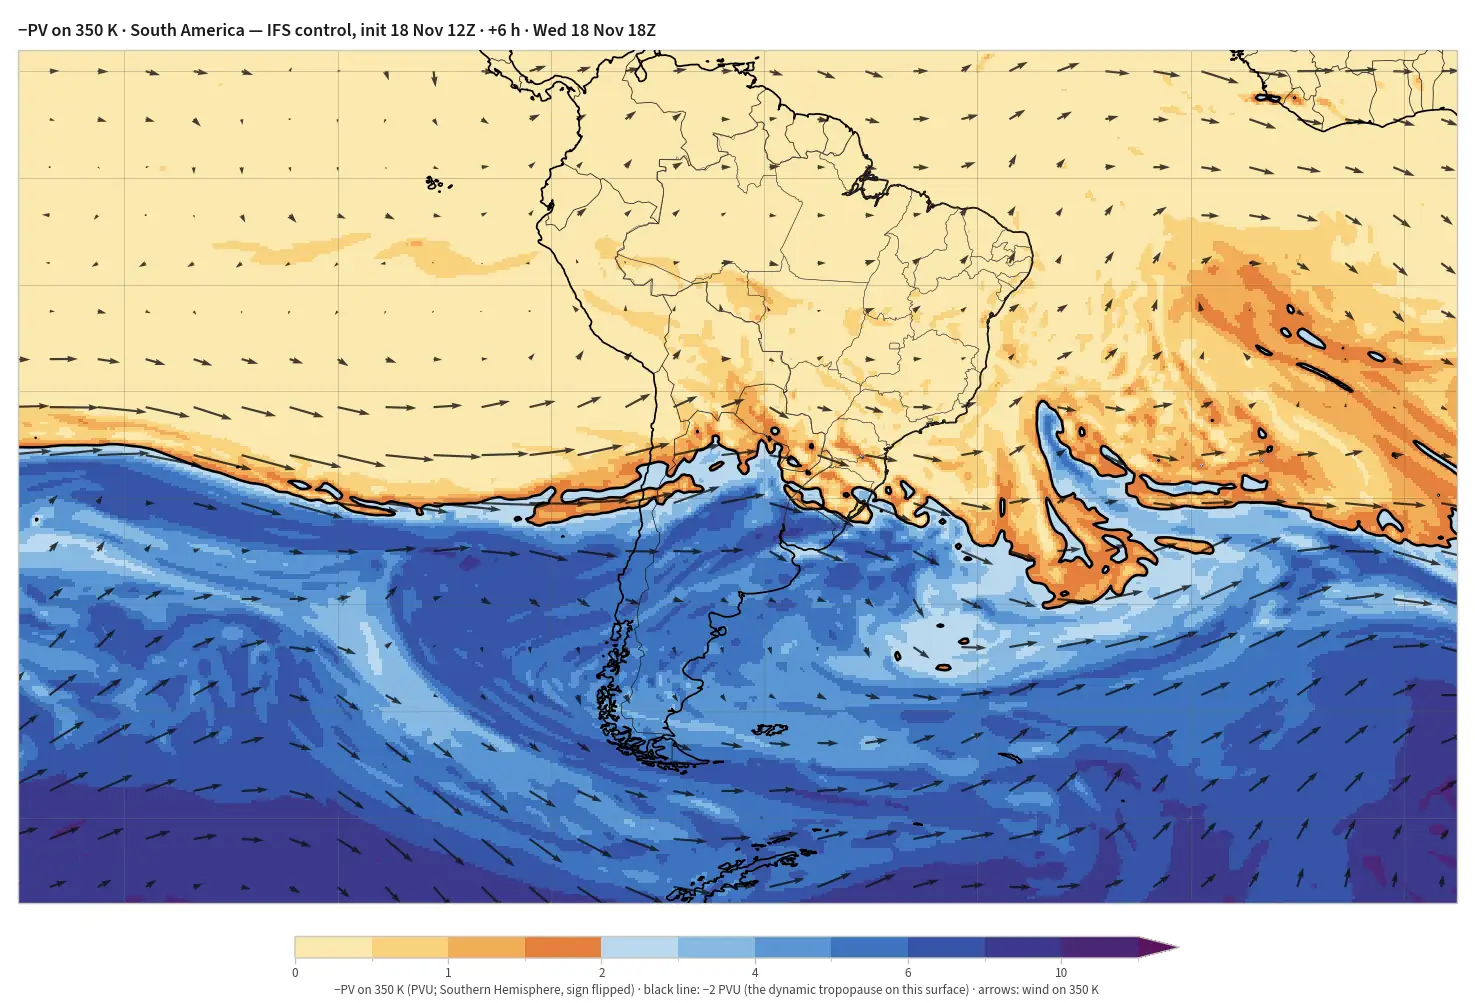 −PV on 350 K · South America — IFS control, init 18 Nov 12Z · +6 h · Wed 18 Nov 18Z
0 1 2 4 6 10
−PV on 350 K (PVU; Southern Hemisphere, sign flipped) · black line: −2 PVU (the dynamic tropopause on this surface) · arrows: wind on 350 K